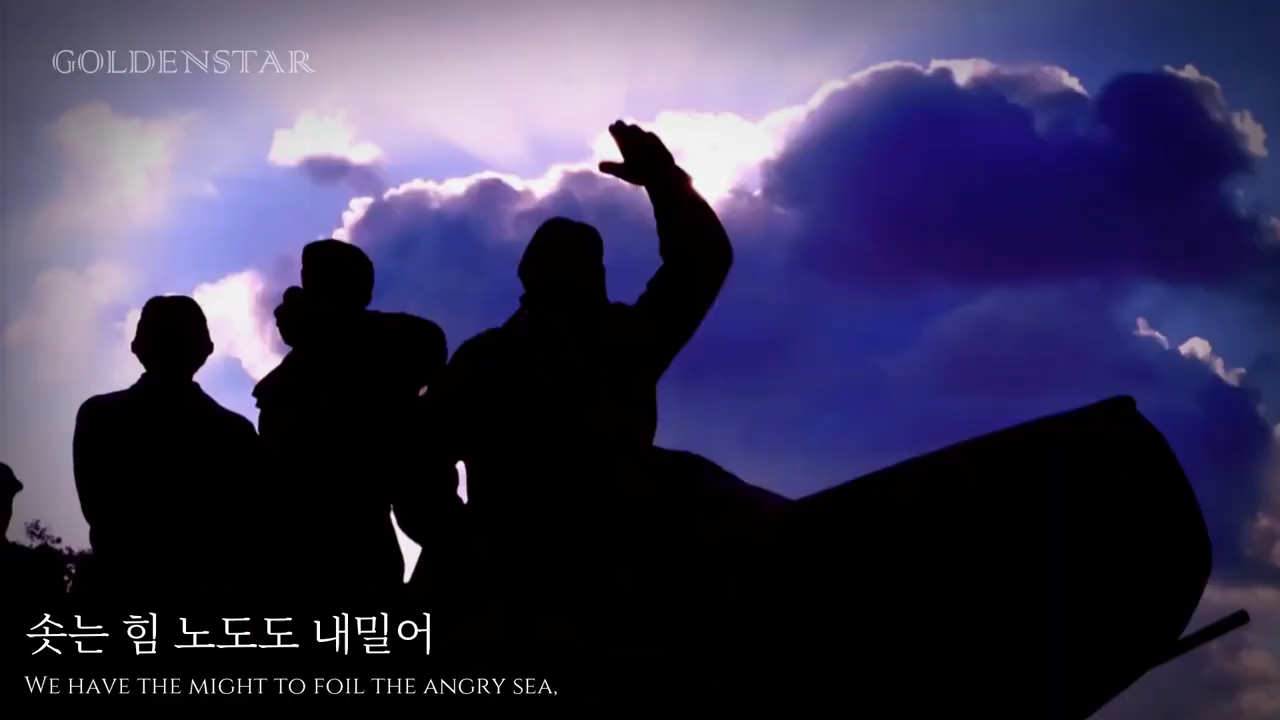 GOLDENSTAR
솟는 힘 노도도 내밀어
WE HAVE THE MIGHT TO FOIL THE ANGRY SEA,